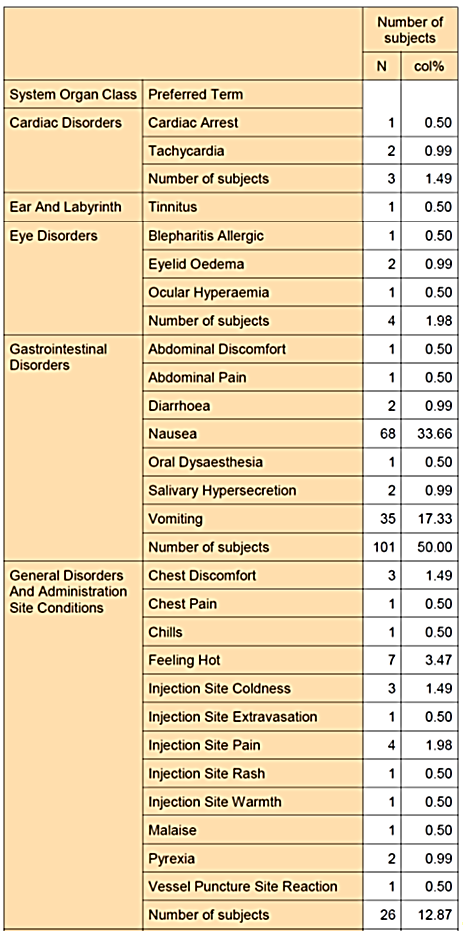 Number of
subjects
N col%
System Organ Class Preferred Term
Cardiac Disorders Cardiac Arrest 1 0.50
Tachycardia 2 0.99
Number of subjects 3 1.49
Ear And Labyrinth Tinnitus 1 0.50
Eye Disorders Blepharitis Allergic 1 0.50
Eyelid Oedema 2 0.99
Ocular Hyperaemia 1 0.50
Number of subjects 4 1.98
Gastrointestinal Abdominal Discomfort 1 0.50
Disorders
Abdominal Pain 1 0.50
Diarrhoea 2 0.99
Nausea 68 33.66
Oral Dysaesthesia 1 0.50
Salivary Hypersecretion 2 0.99
Vomiting 35 17.33
Number of subjects 101 50.00
General Disorders Chest Discomfort 3 1.49
And Administration
Site Conditions Chest Pain 1 0.50
Chills 1 0.50
Feeling Hot 7 3.47
Injection Site Coldness 3 1.49
Injection Site Extravasation 1 0.50
Injection Site Pain 4 1.98
Injection Site Rash 1 0.50
Injection Site Warmth 1 0.50
Malaise 1 0.50
Pyrexia 2 0.99
Vessel Puncture Site Reaction 1 0.50
Number of subjects 26 12.87